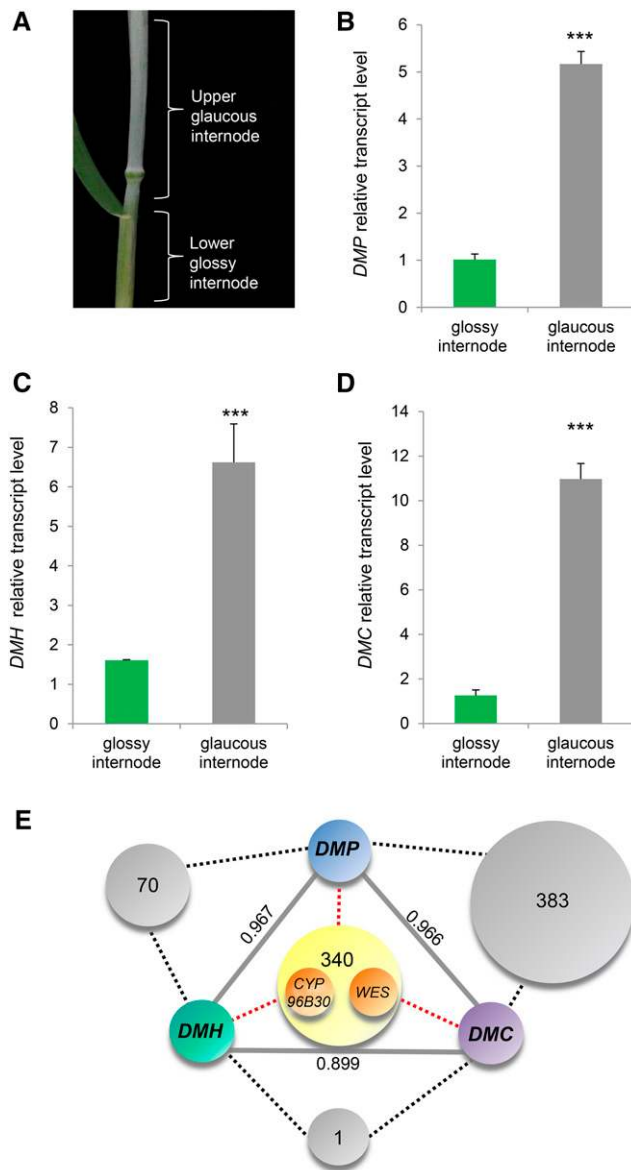 A
Upper
glaucous
internode
Lower
glossy
internode
B
DMP relative transcript level
6
5
4
3
2
1
0
***
glossy
internode
glaucous
internode
C
DMH relative transcript level
8
7
6
5
4
3
2
1
0
***
glossy
internode
glaucous
internode
D
DMC relative transcript level
14
12
10
8
6
4
2
0
***
glossy
internode
glaucous
internode
E
DMP
70
383
0.967
0.966
340
CYP
96B30
WES
DMH
DMC
0.899
1